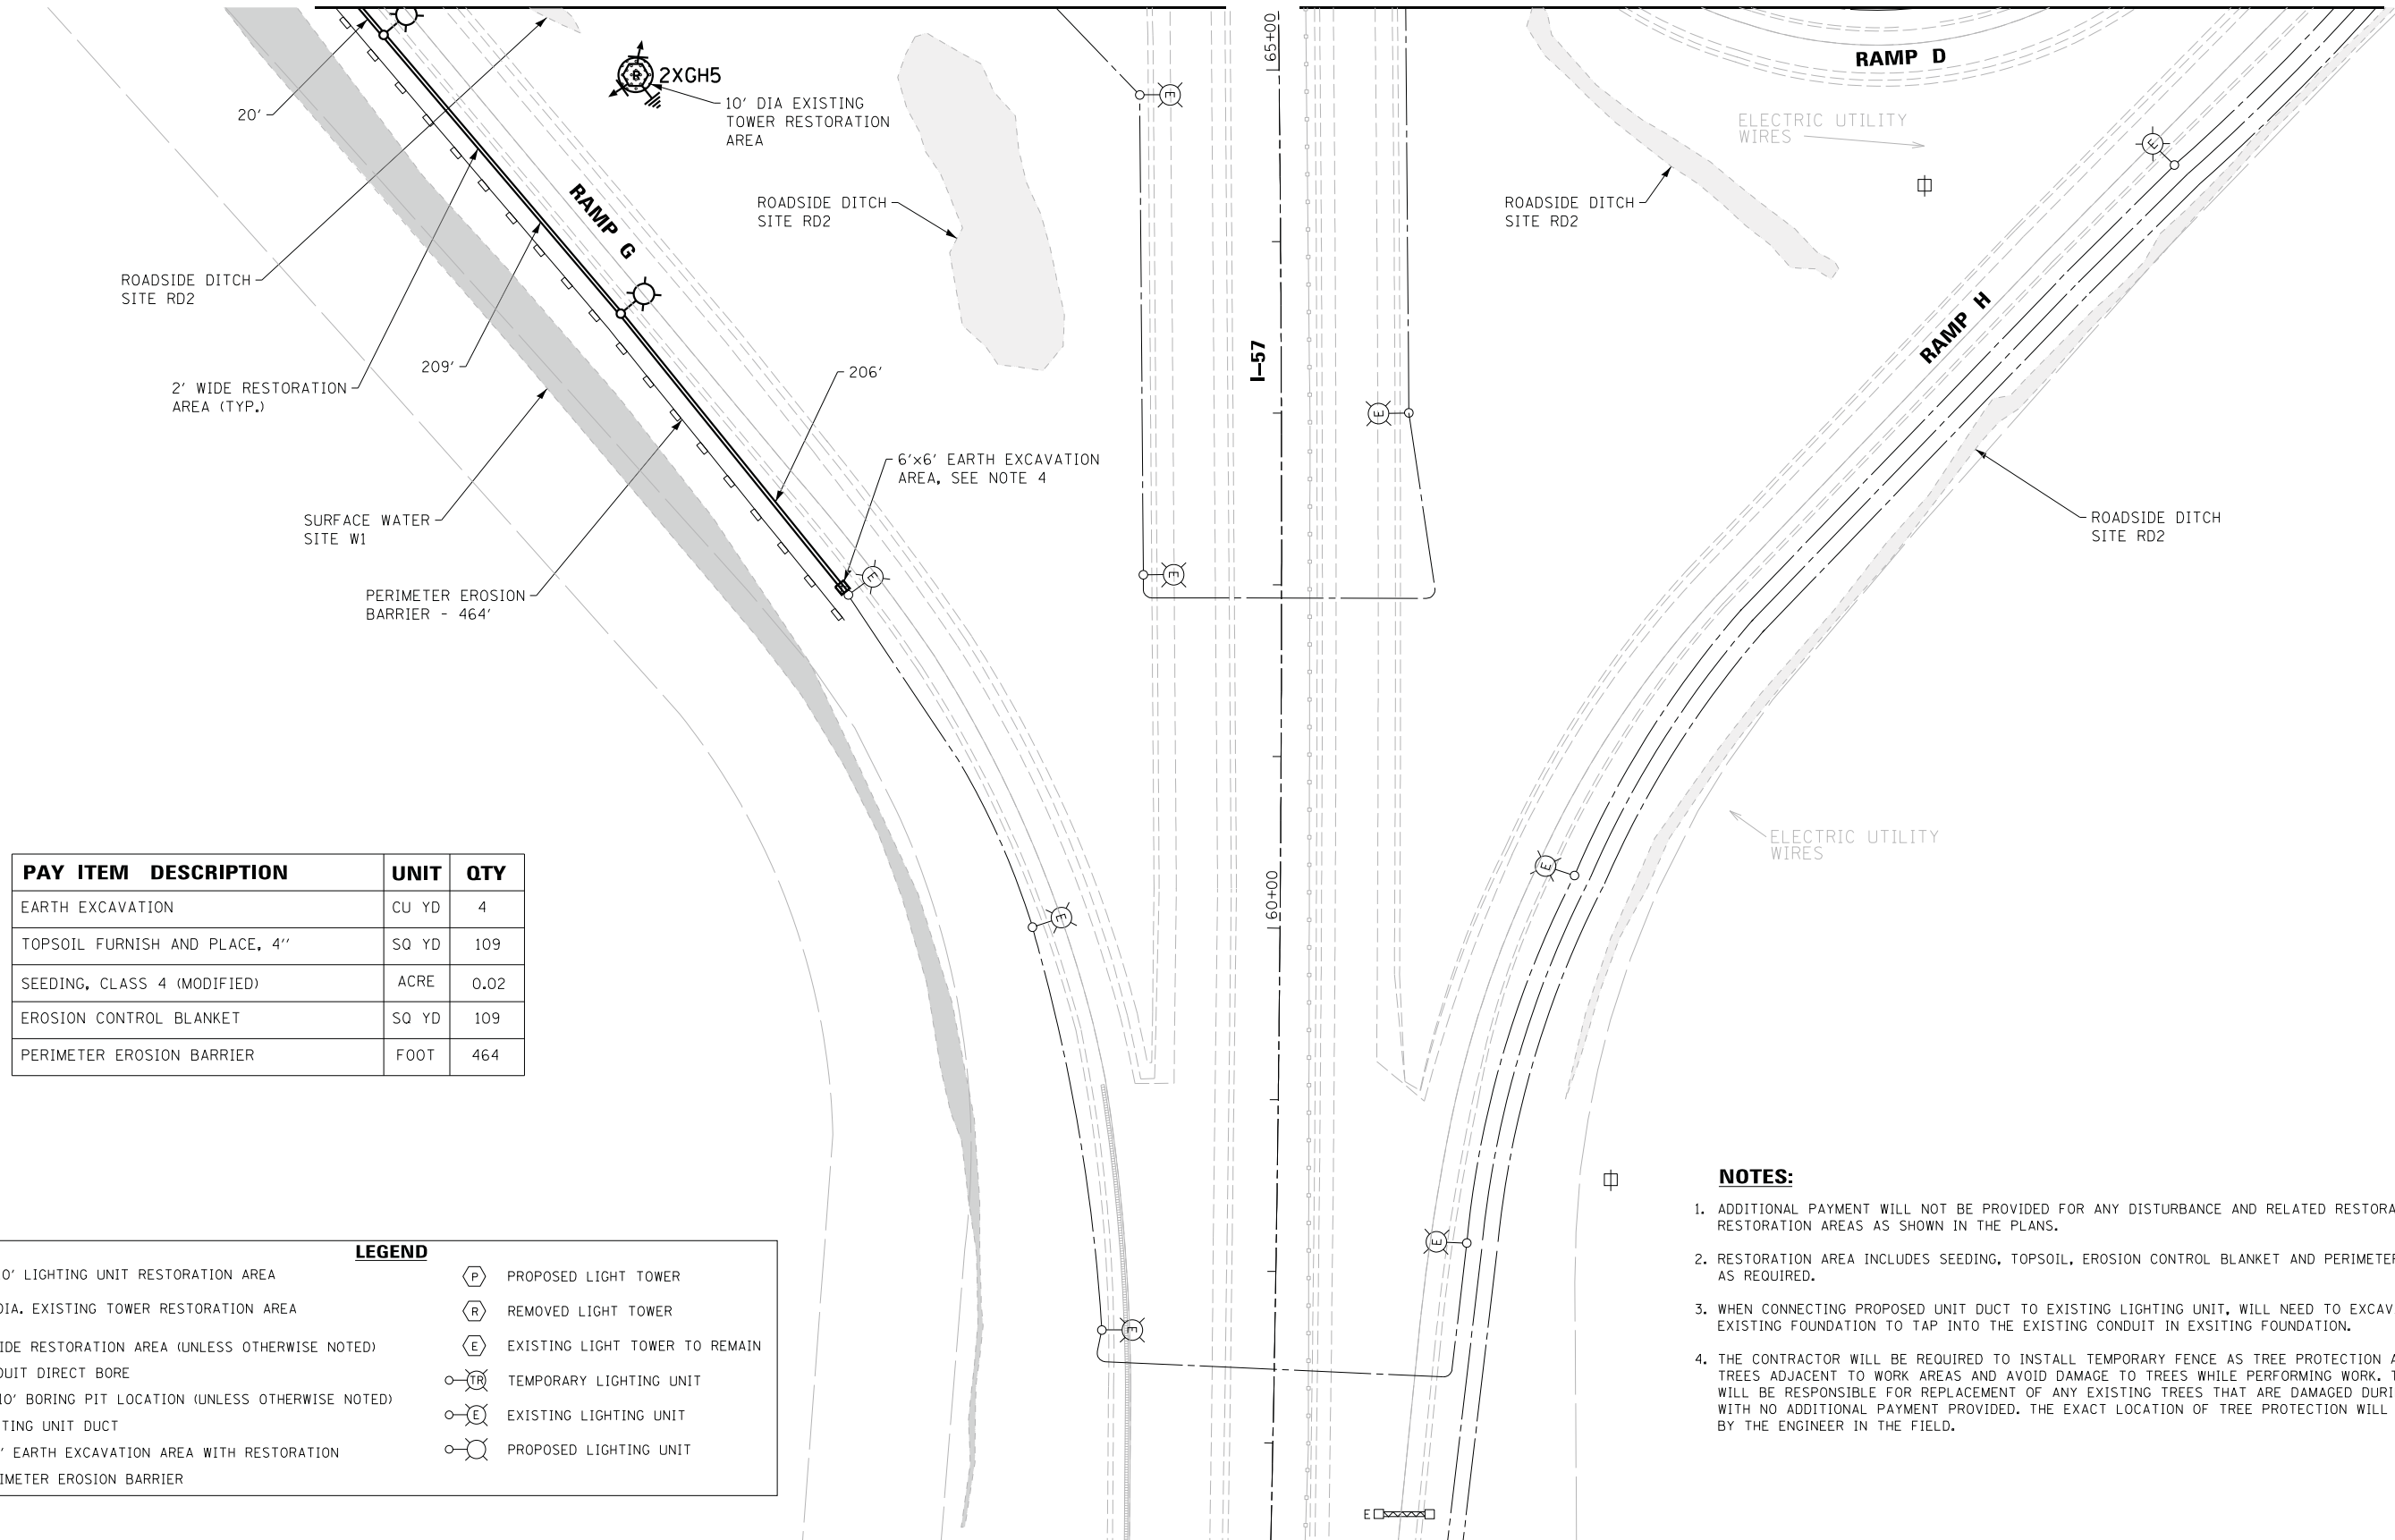 65+00
RAMP D
2XGH5
10' DIA EXISTING
TOWER RESTORATION
AREA
R
20'
ELECTRIC UTILITY
WIRES
ROADSIDE DITCH
SITE RD2
ROADSIDE DITCH
SITE RD2
RAMP G
ROADSIDE DITCH
SITE RD2
RAMP H
209'
206'
I-57
2' WIDE RESTORATION
AREA (TYP.)
6'x6' EARTH EXCAVATION
AREA, SEE NOTE 4
SURFACE WATER
SITE W1
ROADSIDE DITCH
SITE RD2
PERIMETER EROSION
BARRIER - 464'
E
E
E
E
E
E
E
E
E
ELECTRIC UTILITY
WIRES
60+00
PAY ITEM DESCRIPTION UNIT QTY
EARTH EXCAVATION CU YD 4
TOPSOIL FURNISH AND PLACE, 4'' SQ YD 109
SEEDING, CLASS 4 (MODIFIED) ACRE 0.02
EROSION CONTROL BLANKET SQ YD 109
PERIMETER EROSION BARRIER FOOT 464
LEGEND
0' LIGHTING UNIT RESTORATION AREA
DIA. EXISTING TOWER RESTORATION AREA
IDE RESTORATION AREA (UNLESS OTHERWISE NOTED)
DUIT DIRECT BORE
10' BORING PIT LOCATION (UNLESS OTHERWISE NOTED)
TING UNIT DUCT
' EARTH EXCAVATION AREA WITH RESTORATION
IMETER EROSION BARRIER
P PROPOSED LIGHT TOWER
R REMOVED LIGHT TOWER
E EXISTING LIGHT TOWER TO REMAIN
TR TEMPORARY LIGHTING UNIT
E EXISTING LIGHTING UNIT
PROPOSED LIGHTING UNIT
E
NOTES:
1. ADDITIONAL PAYMENT WILL NOT BE PROVIDED FOR ANY DISTURBANCE AND RELATED RESTORA
RESTORATION AREAS AS SHOWN IN THE PLANS.
2. RESTORATION AREA INCLUDES SEEDING, TOPSOIL, EROSION CONTROL BLANKET AND PERIMETER
AS REQUIRED.
3. WHEN CONNECTING PROPOSED UNIT DUCT TO EXISTING LIGHTING UNIT, WILL NEED TO EXCAV
EXISTING FOUNDATION TO TAP INTO THE EXISTING CONDUIT IN EXSITING FOUNDATION.
4. THE CONTRACTOR WILL BE REQUIRED TO INSTALL TEMPORARY FENCE AS TREE PROTECTION A
TREES ADJACENT TO WORK AREAS AND AVOID DAMAGE TO TREES WHILE PERFORMING WORK. T
WILL BE RESPONSIBLE FOR REPLACEMENT OF ANY EXISTING TREES THAT ARE DAMAGED DURI
WITH NO ADDITIONAL PAYMENT PROVIDED. THE EXACT LOCATION OF TREE PROTECTION WILL
BY THE ENGINEER IN THE FIELD.